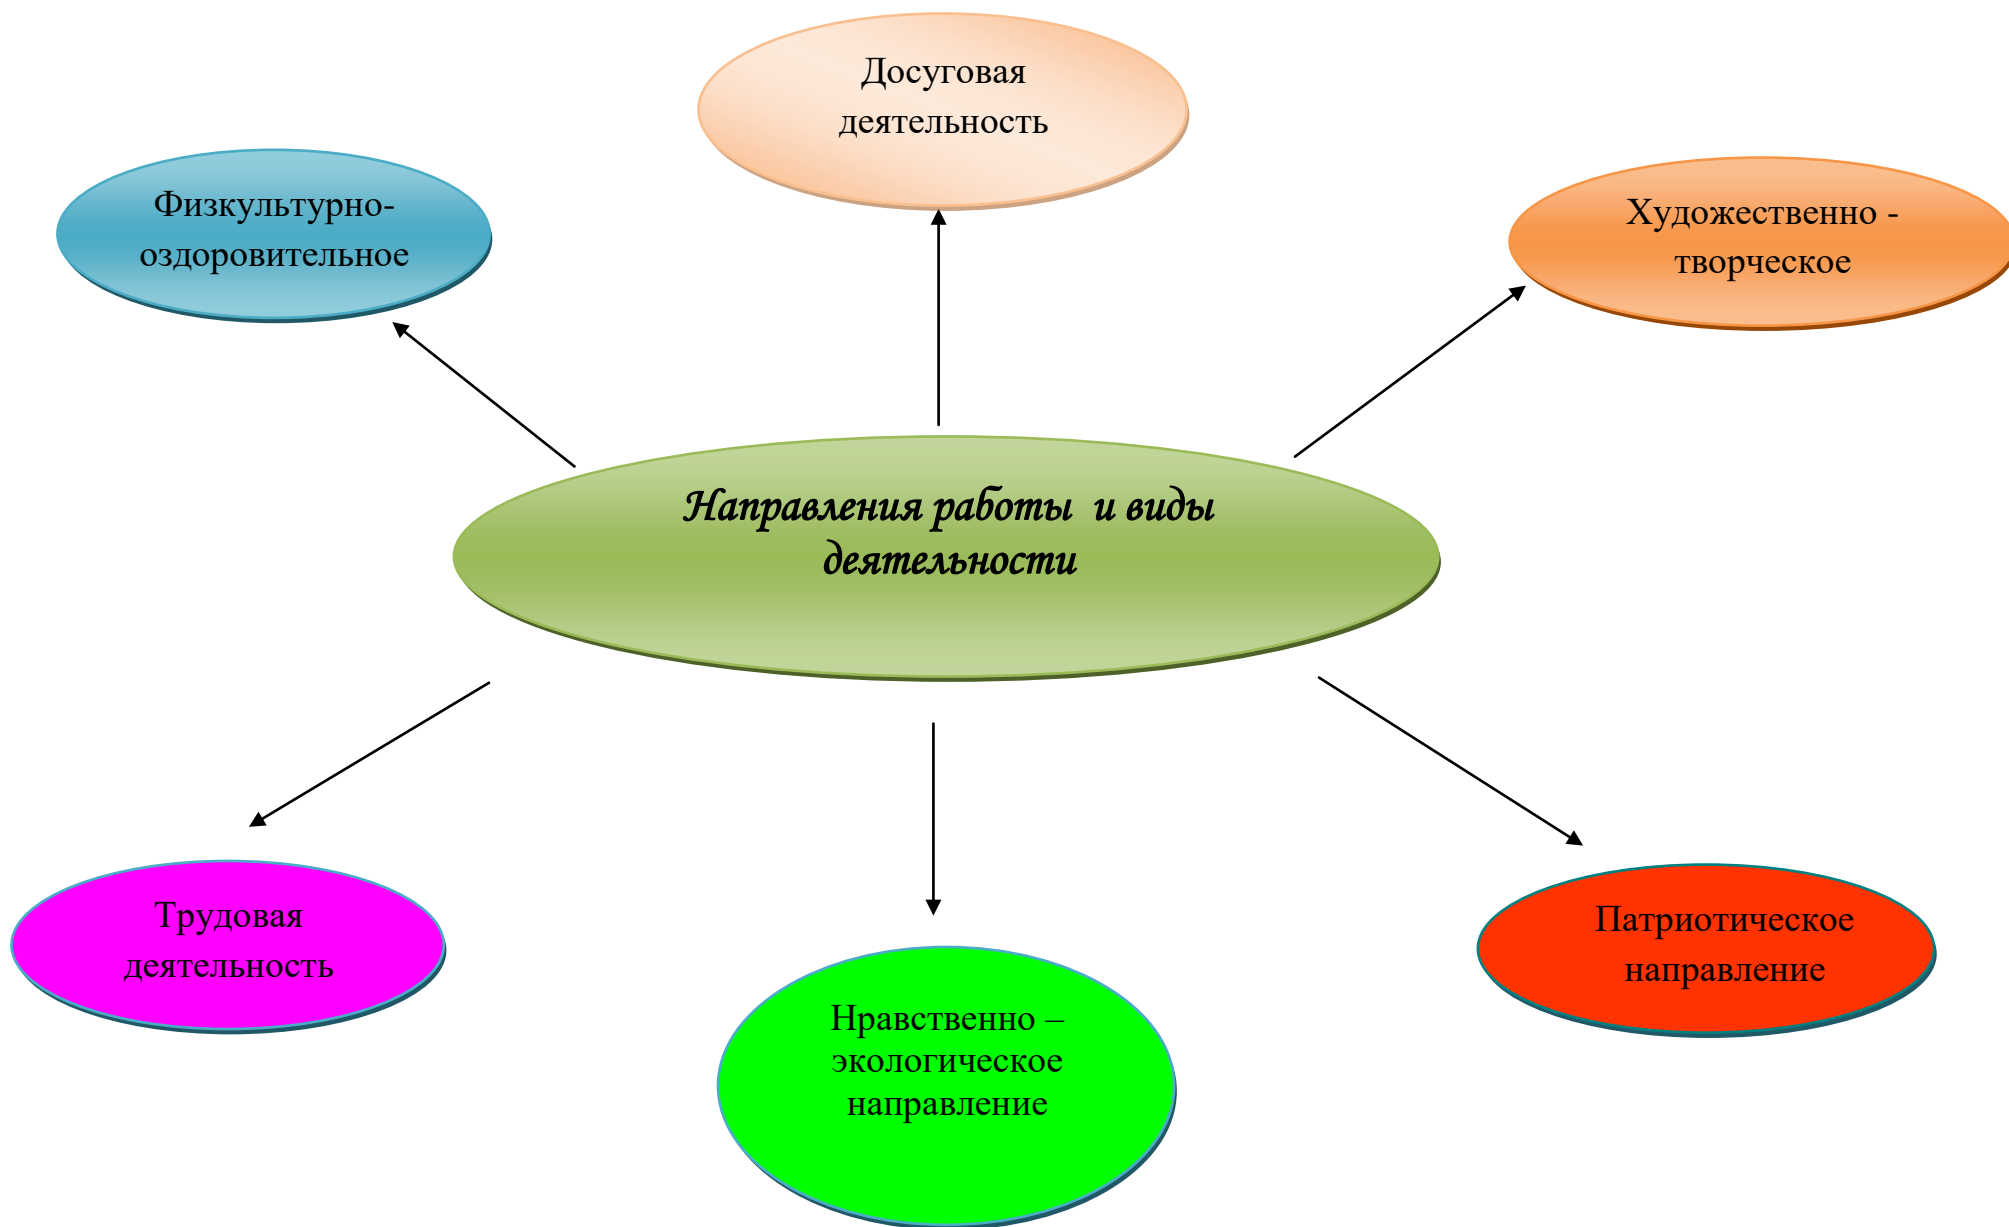 Досуговая
деятельность
Физкультурно-
оздоровительное
Художественно -
творческое
Направления работы  и виды
деятельности
Трудовая
деятельность
Патриотическое
направление
Нравственно –
экологическое
направление